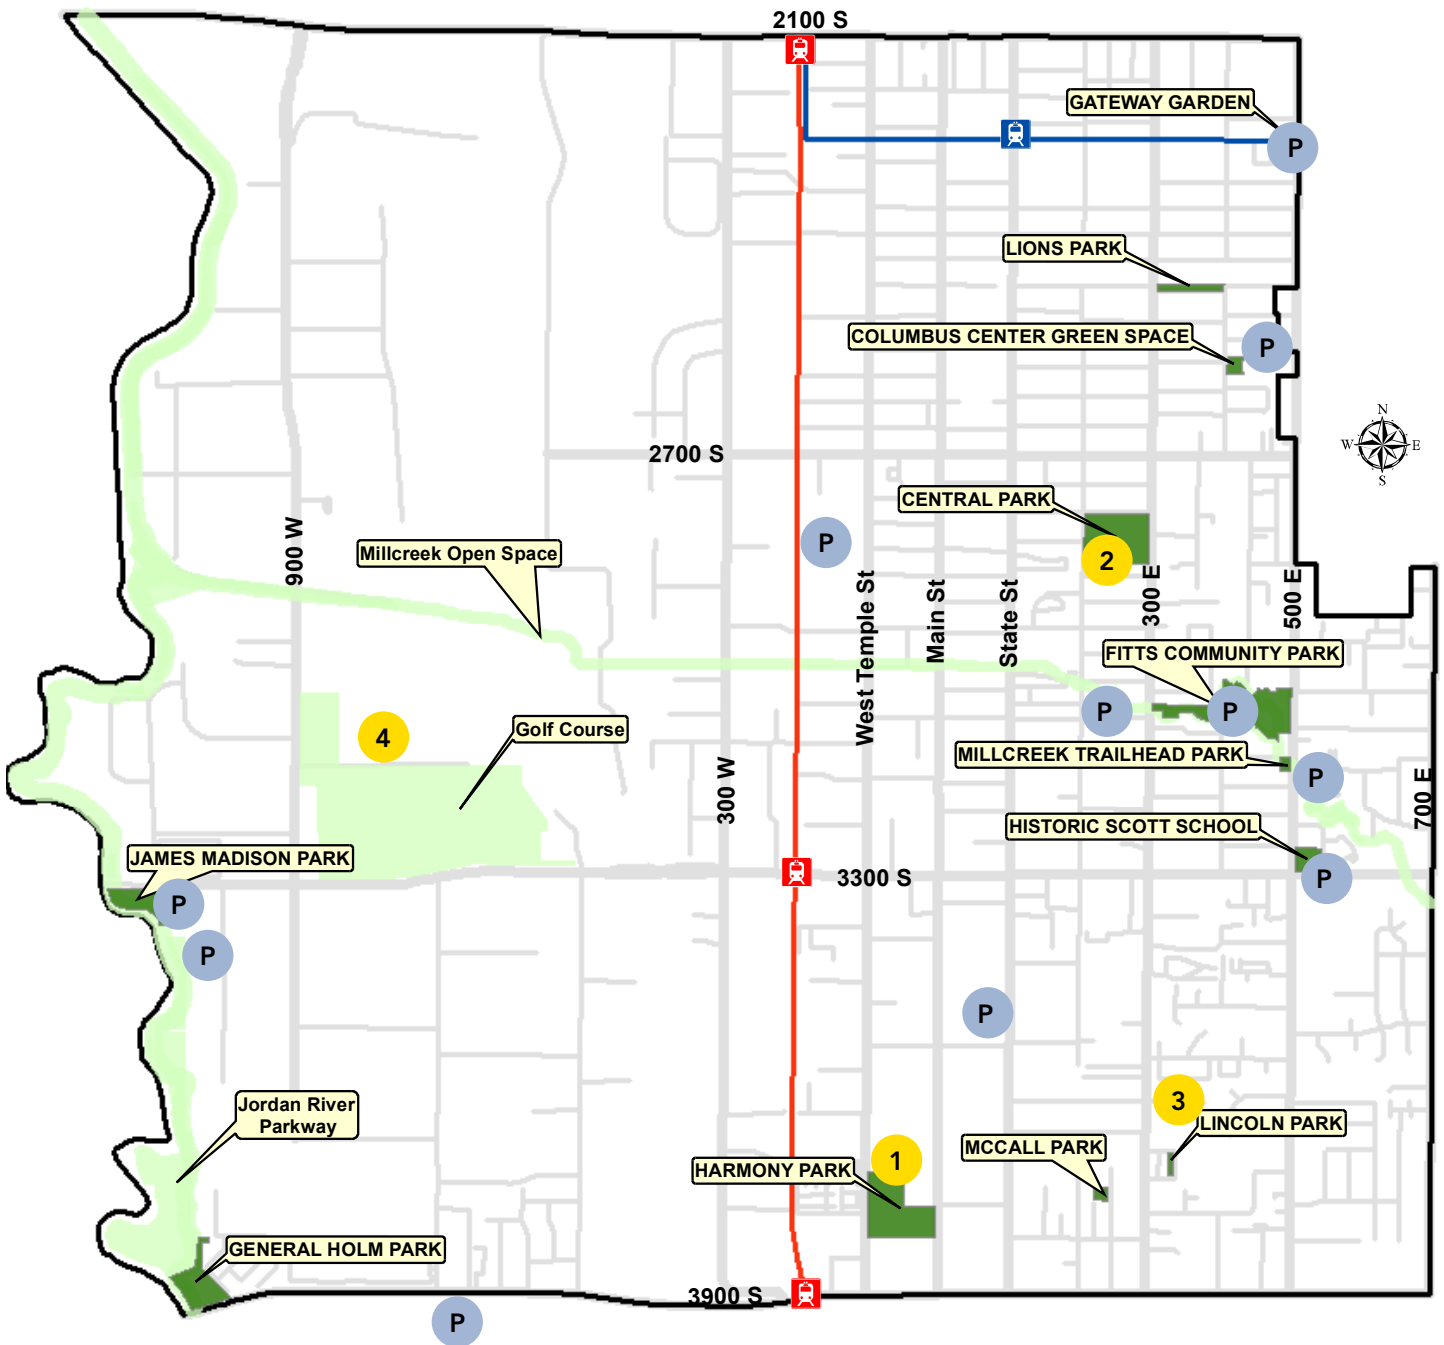 2100 S
GATEWAY GARDEN
P
LIONS PARK
COLUMBUS CENTER GREEN SPACE
P
N
W E
S
2700 S
CENTRAL PARK
P
2
900 W
Millcreek Open Space
West Temple St
Main St
State St
300 E
500 E
FITTS COMMUNITY PARK
P
P
4
Golf Course
MILLCREEK TRAILHEAD PARK
P
300 W
700 E
HISTORIC SCOTT SCHOOL
JAMES MADISON PARK
3300 S
P
P
P
P
Jordan River
Parkway
3
LINCOLN PARK
MCCALL PARK
1
HARMONY PARK
GENERAL HOLM PARK
3900 S
P